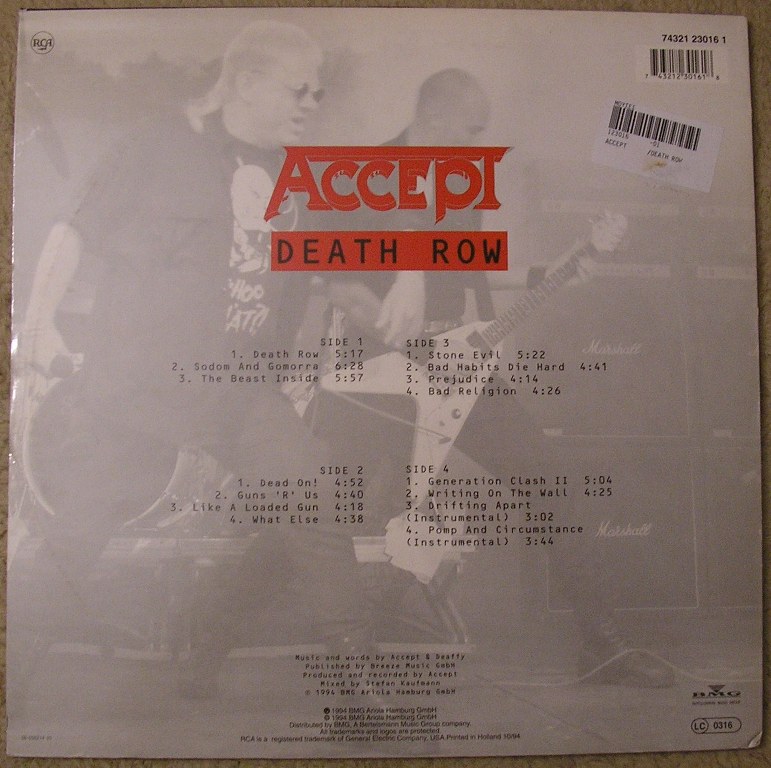 RCA
74321 23016 1
7 43212 30161 8
MOVIES
123016 -01
ACCEPT /DEATH ROW
ACCEPT
DEATH ROW
SIDE 1
1. Death Row 5:17
2. Sodom And Gomorra 6:28
3. The Beast Inside 5:57
SIDE 3
1. Stone Evil 5:22
2. Bad Habits Die Hard 4:41
3. Prejudice 4:14
4. Bad Religion 4:26
Marshall
SIDE 2
1. Dead On! 4:52
2. Guns 'R' Us 4:40
3. Like A Loaded Gun 4:18
4. What Else 4:38
SIDE 4
1. Generation Clash II 5:04
2. Writing On The Wall 4:25
3. Drifting Apart
(Instrumental) 3:02
4. Pomp And Circumstance
(Instrumental) 3:44
Marshall
Music and words by Accept & Deaffy
Published by Breeze Music GmbH
Produced and recorded by Accept
Mixed by Stefan Kaufmann
© 1994 BMG Ariola Hamburg GmbH
℗ 1994 BMG Ariola Hamburg GmbH
© 1994 BMG Ariola Hamburg GmbH
Distributed by BMG, A Bertelsmann Music Group company.
All trademarks and logos are protected.
RCA is a registered trademark of General Electric Company, USA Printed in Holland 10/94
BMG
LC 0316